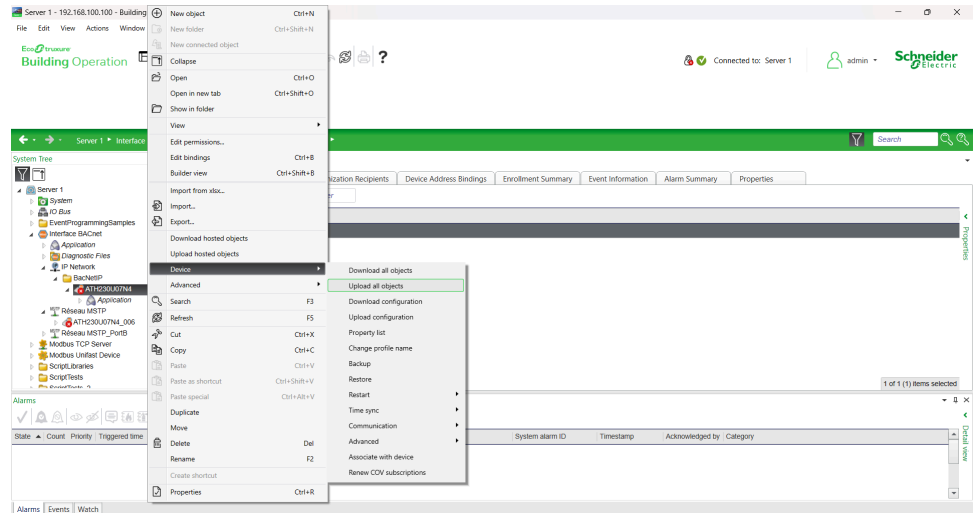 Server 1 - 192.168.100.100 - Building
File Edit View Actions Window
EcoStruxure
Building Operation
?
Connected to: Server 1
admin
Schneider
Electric
Server 1 Interface
Search
System Tree
Server 1
System
IO Bus
EventProgrammingSamples
Interface BACnet
Application
Diagnostic Files
IP Network
BacNetIP
ATH230U07N4
Application
Réseau MSTP
ATH230U07N4_006
Réseau MSTP_PortB
Modbus TCP Server
Modbus Unifast Device
ScriptLibraries
ScriptTests
New object Ctrl+N
New folder Ctrl+Shift+N
New connected object
Collapse
Open Ctrl+O
Open in new tab Ctrl+Shift+O
Show in folder
View
Edit permissions...
Edit bindings Ctrl+B
Builder view Ctrl+Shift+B
Import from xlsx...
Import...
Export...
Download hosted objects
Upload hosted objects
Device
Advanced
Search F3
Refresh F5
Cut Ctrl+X
Copy Ctrl+C
Paste Ctrl+V
Paste as shortcut Ctrl+Shift+V
Paste special Ctrl+Alt+V
Duplicate
Move
Delete Del
Rename F2
Create shortcut
Properties Ctrl+R
Download all objects
Upload all objects
Download configuration
Upload configuration
Property list
Change profile name
Backup
Restore
Restart
Time sync
Communication
Advanced
Associate with device
Renew COV subscriptions
Recipients Device Address Bindings Enrollment Summary Event Information Alarm Summary Properties
Properties
1 of 1 (1) items selected
Alarms
State Count Priority Triggered time System alarm ID Timestamp Acknowledged by Category
Detail view
Alarms Events Watch